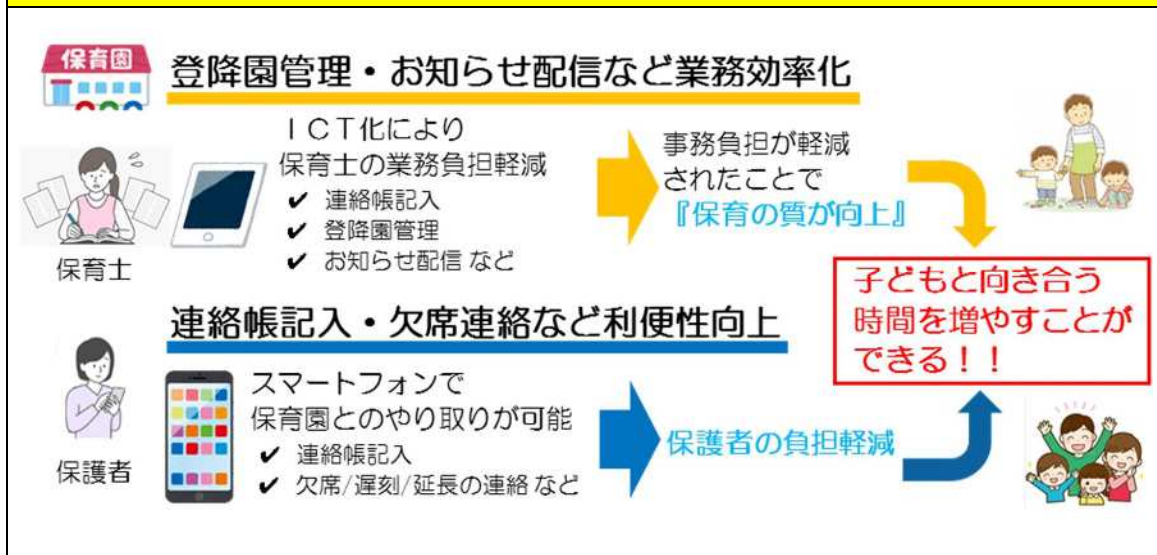 保育園
登降園管理・お知らせ配信など業務効率化
ＩＣＴ化により
保育士の業務負担軽減
✔ 連絡帳記入
✔ 登降園管理
✔ お知らせ配信 など
保育士
事務負担が軽減
されたことで
『保育の質が向上』
子どもと向き合う
時間を増やすことが
できる！！
連絡帳記入・欠席連絡など利便性向上
スマートフォンで
保育園とのやり取りが可能
✔ 連絡帳記入
✔ 欠席/遅刻/延長の連絡 など
保護者
保護者の負担軽減